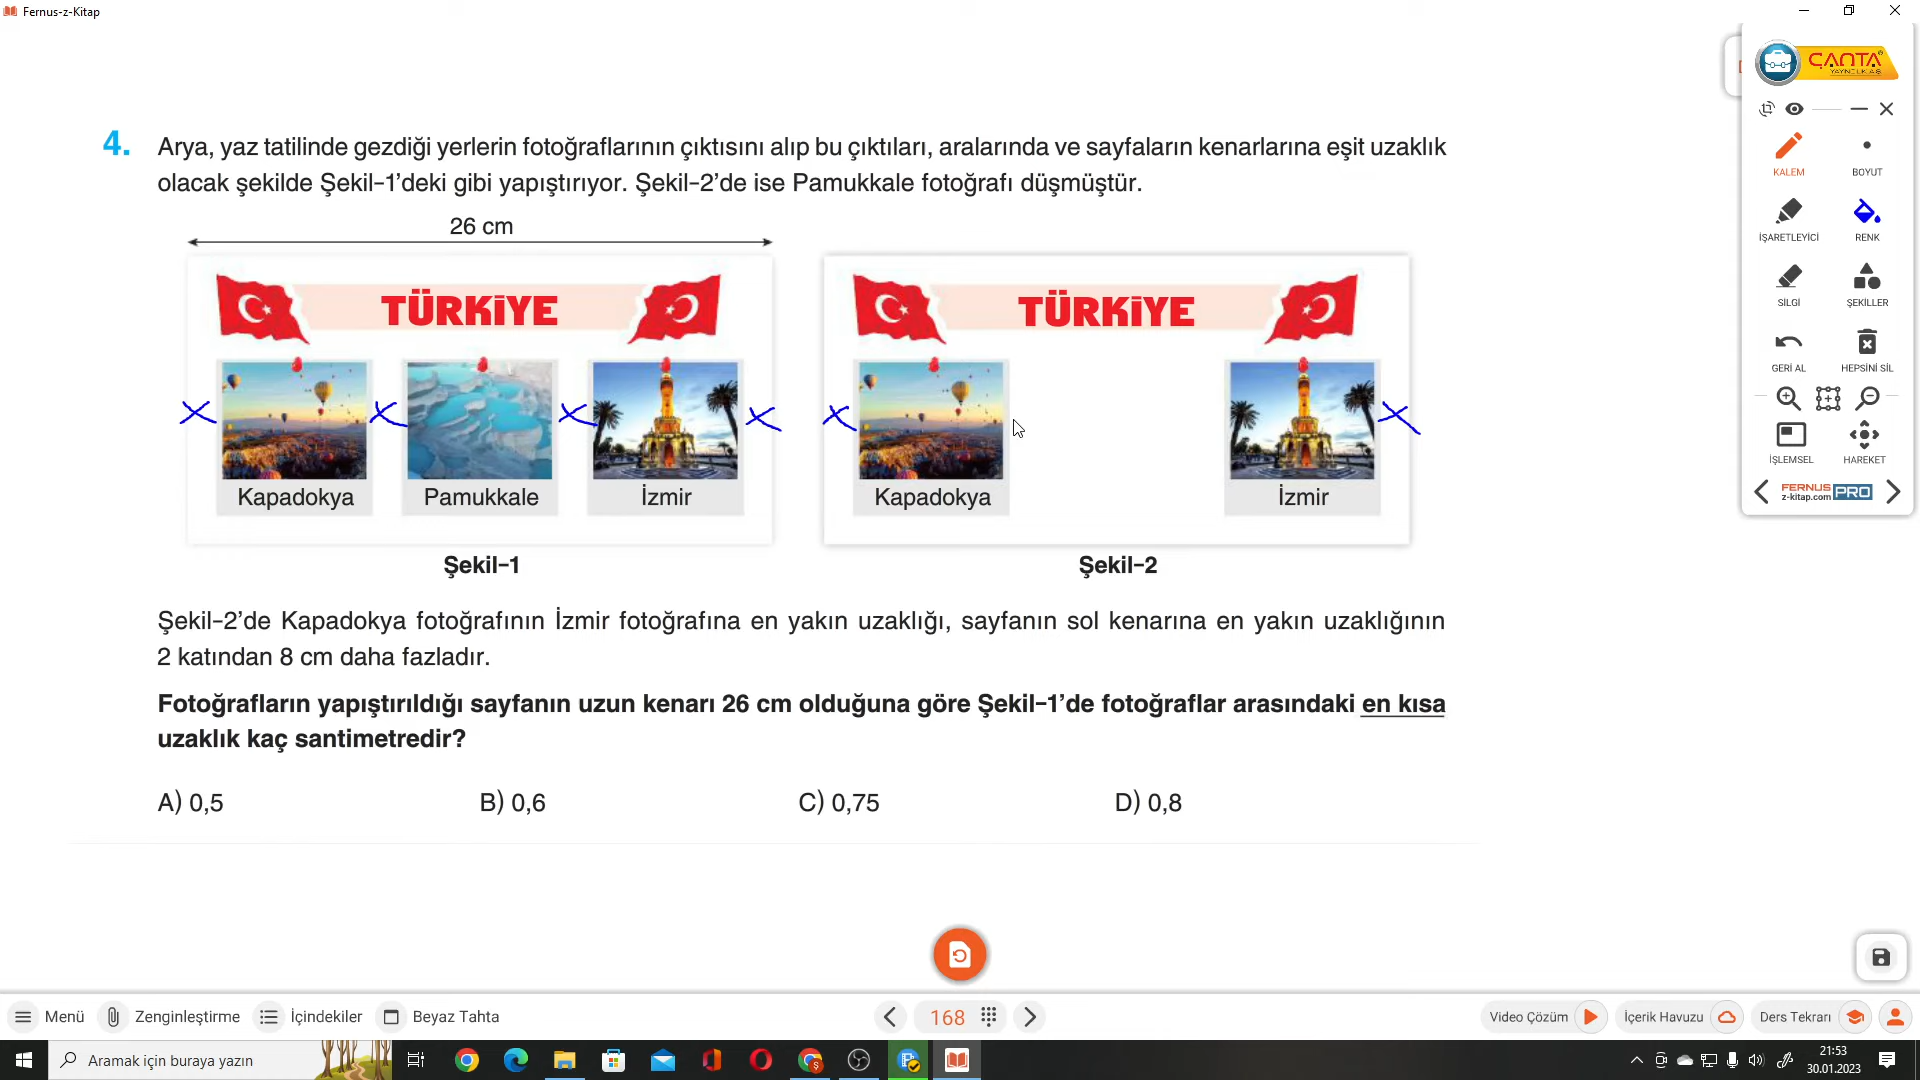 Fernus-z-Kitap
ÇANTA
YAYINCILIK
4. Arya, yaz tatilinde gezdiği yerlerin fotoğraflarının çıktısını alıp bu çıktıları, aralarında ve sayfaların kenarlarına eşit uzaklık
olacak şekilde Şekil-1'deki gibi yapıştırıyor. Şekil-2'de ise Pamukkale fotoğrafı düşmüştür.
26 cm
TÜRKiYE
TÜRKiYE
x x x x x x
Kapadokya Pamukkale İzmir
Kapadokya İzmir
Şekil-1
Şekil-2
Şekil-2'de Kapadokya fotoğrafının İzmir fotoğrafına en yakın uzaklığı, sayfanın sol kenarına en yakın uzaklığının
2 katından 8 cm daha fazladır.
Fotoğrafların yapıştırıldığı sayfanın uzun kenarı 26 cm olduğuna göre Şekil-1'de fotoğraflar arasındaki en kısa
uzaklık kaç santimetredir?
A) 0,5 B) 0,6 C) 0,75 D) 0,8
KALEM BOYUT
İŞARETLEYİCİ RENK
SİLGİ ŞEKİLLER
GERİ AL HEPSİNİ SİL
İŞLEMSEL HAREKET
FERNUS
z-kitap.com PRO
Menü Zenginleştirme İçindekiler Beyaz Tahta 168 Video Çözüm İçerik Havuzu Ders Tekrarı
Aramak için buraya yazın
21:53
30.01.2023